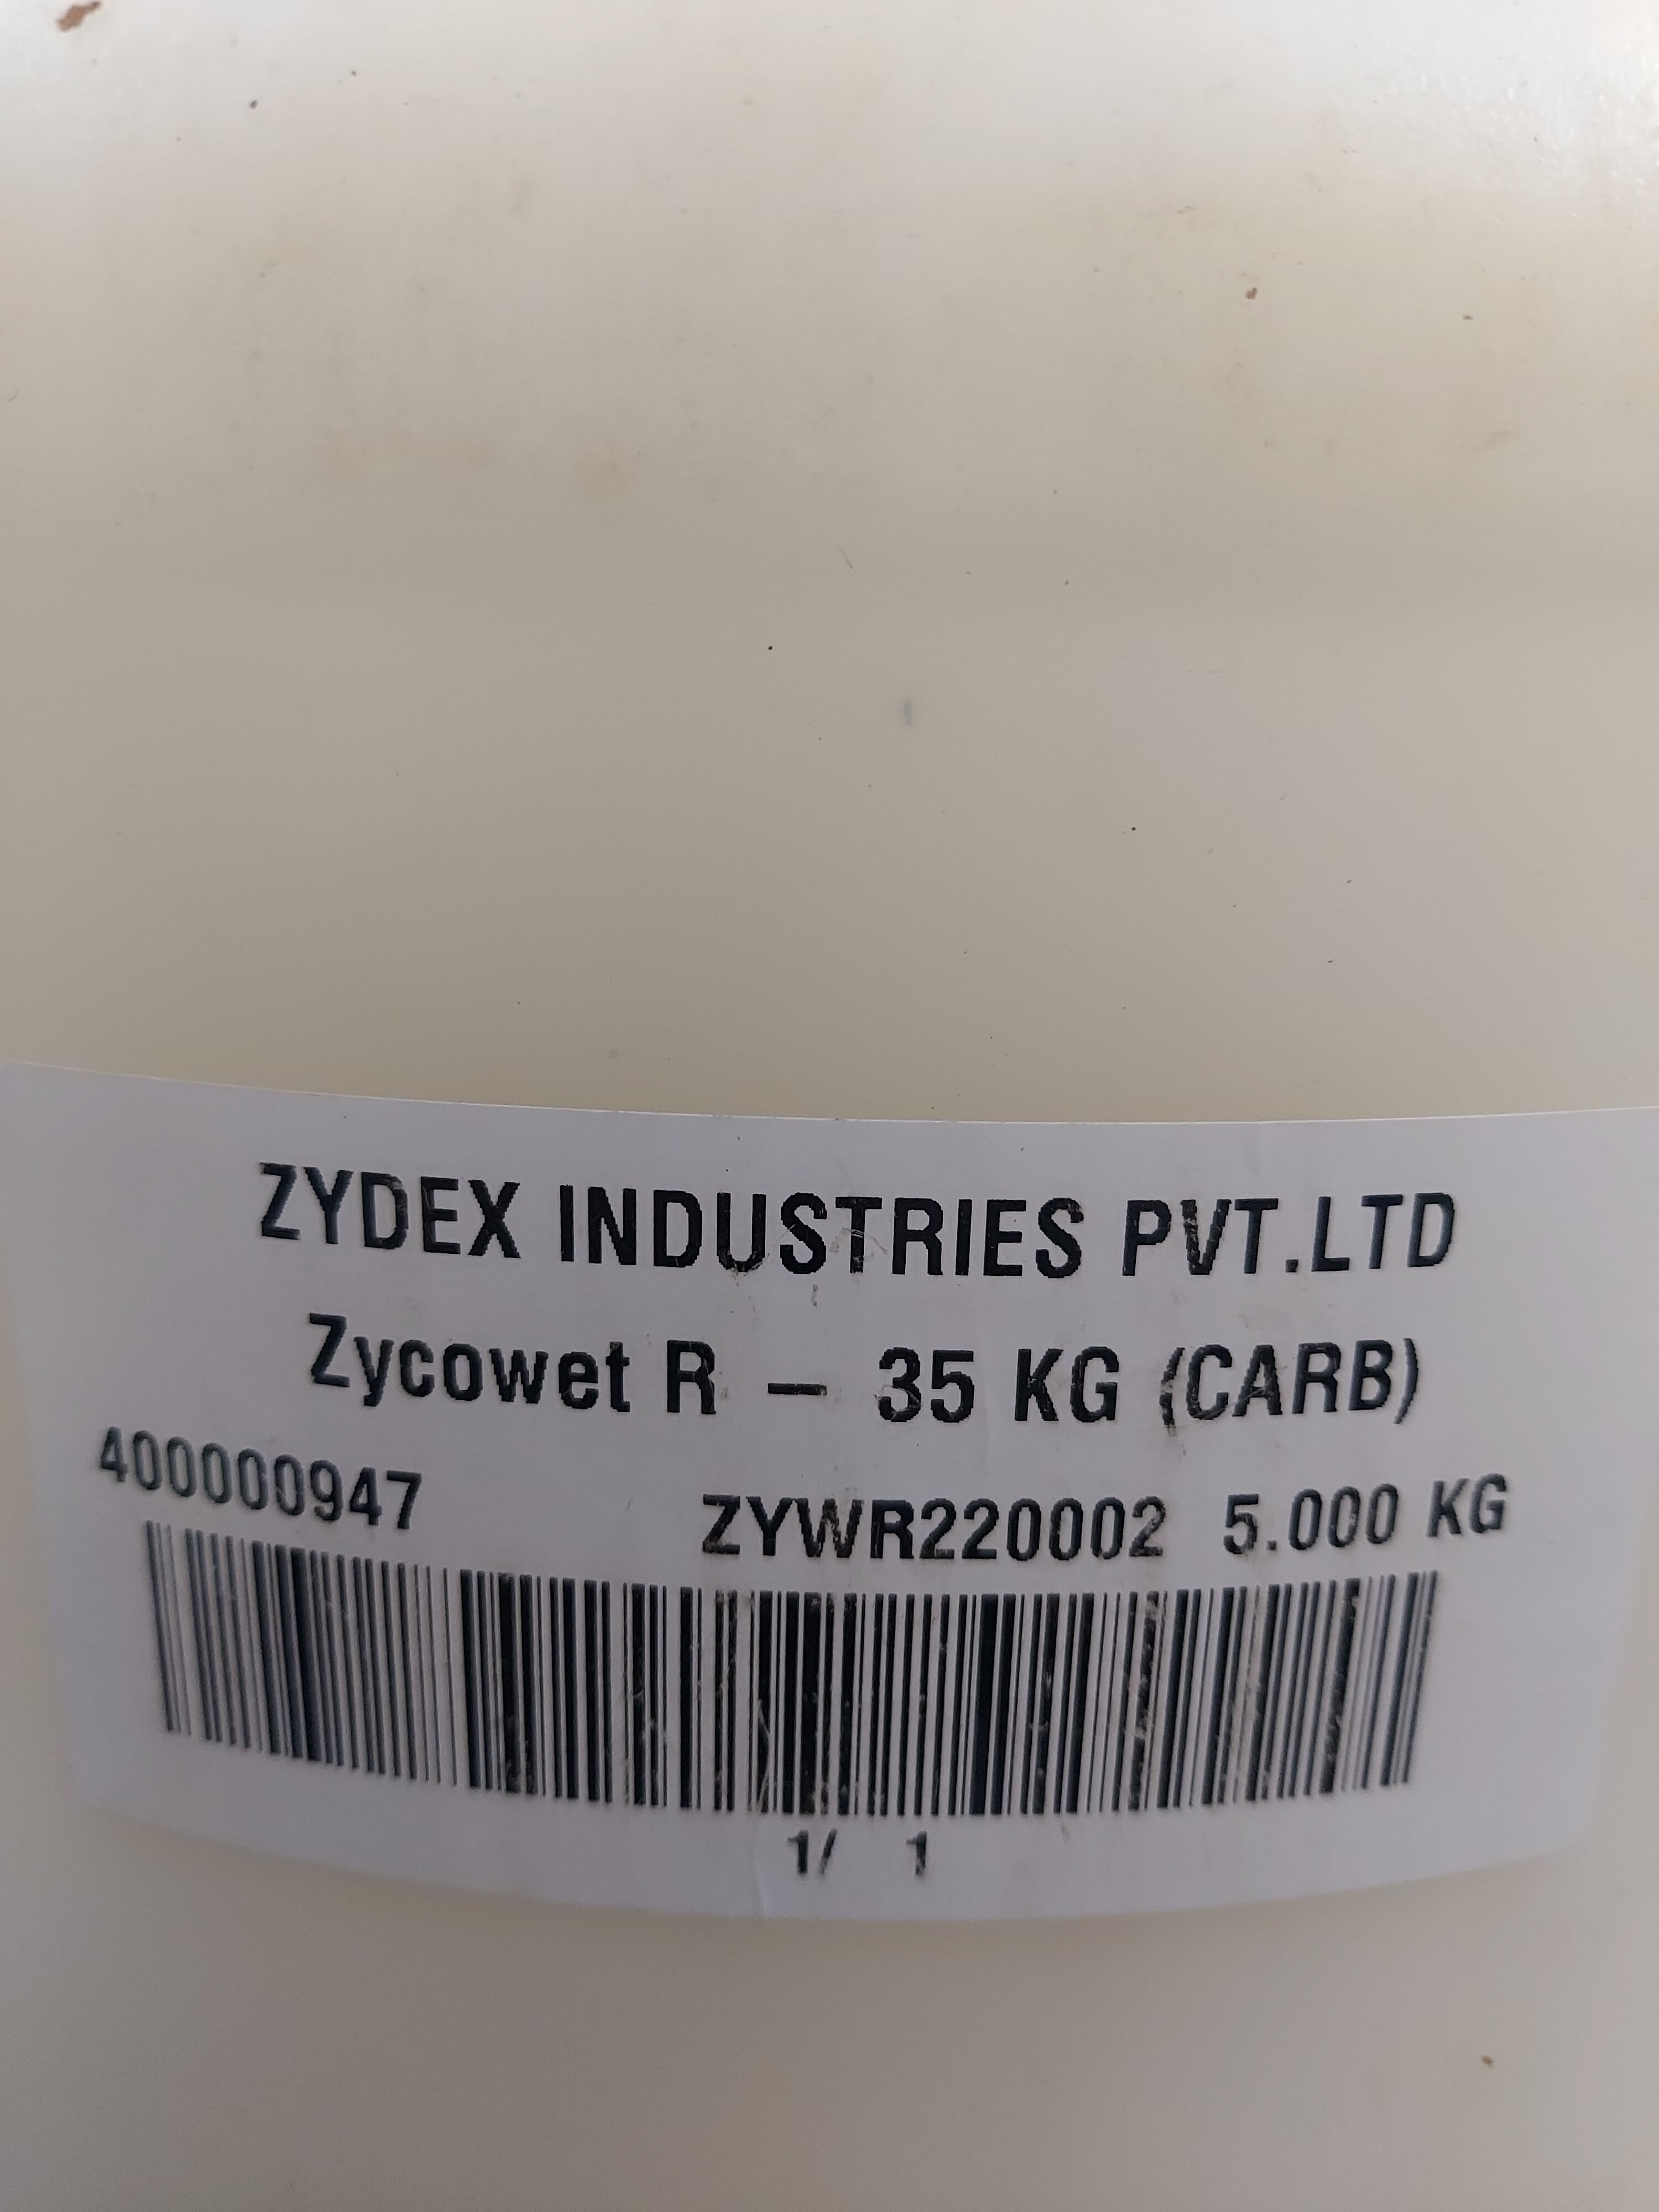 ZYDEX INDUSTRIES PVT.LTD
Zycowet R – 35 KG (CARB)
400000947 ZYWR220002 5.000 KG
1/ 1